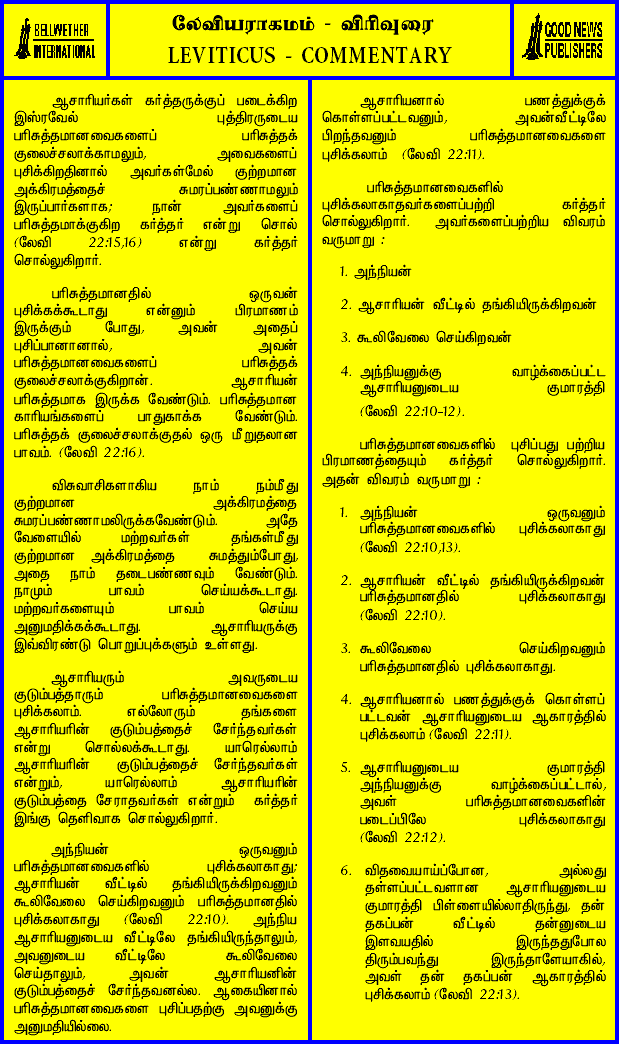 BELLWETHER
INTERNATIONAL
லேவியராகமம் - விரிவுரை
LEVITICUS - COMMENTARY
GOOD NEWS
PUBLISHERS
ஆசாரியர்கள் கர்த்தருக்குப் படைக்கிற
இஸ்ரவேல் புத்திரருடைய
பரிசுத்தமானவைகளைப் பரிசுத்தக்
குலைச்சலாக்காமலும், அவைகளைப்
புசிக்கிறதினால் அவர்கள்மேல் குற்றமான
அக்கிரமத்தைச் சுமரப்பண்ணாமலும்
இருப்பார்களாக; நான் அவர்களைப்
பரிசுத்தமாக்குகிற கர்த்தர் என்று சொல்
(லேவி 22:15,16) என்று கர்த்தர்
சொல்லுகிறார்.
பரிசுத்தமானதில் ஒருவன்
புசிக்கக்கூடாது என்னும் பிரமாணம்
இருக்கும் போது, அவன் அதைப்
புசிப்பானானால், அவன்
பரிசுத்தமானவைகளைப் பரிசுத்தக்
குலைச்சலாக்குகிறான். ஆசாரியன்
பரிசுத்தமாக இருக்க வேண்டும். பரிசுத்தமான
காரியங்களைப் பாதுகாக்க வேண்டும்.
பரிசுத்தக் குலைச்சலாக்குதல் ஒரு மீறுதலான
பாவம். (லேவி 22:16).
விசுவாசிகளாகிய நாம் நம்மீது
குற்றமான அக்கிரமத்தை
சுமரப்பண்ணாமலிருக்கவேண்டும். அதே
வேளையில் மற்றவர்கள் தங்கள்மீது
குற்றமான அக்கிரமத்தை சுமத்தும்போது,
அதை நாம் தடைபண்ணவும் வேண்டும்.
நாமும் பாவம் செய்யக்கூடாது.
மற்றவர்களையும் பாவம் செய்ய
அனுமதிக்கக்கூடாது. ஆசாரியருக்கு
இவ்விரண்டு பொறுப்புக்களும் உள்ளது.
ஆசாரியரும் அவருடைய
குடும்பத்தாரும் பரிசுத்தமானவைகளை
புசிக்கலாம். எல்லோரும் தங்களை
ஆசாரியரின் குடும்பத்தைச் சேர்ந்தவர்கள்
என்று சொல்லக்கூடாது. யாரெல்லாம்
ஆசாரியரின் குடும்பத்தைச் சேர்ந்தவர்கள்
என்றும், யாரெல்லாம் ஆசாரியரின்
குடும்பத்தை சேராதவர்கள் என்றும் கர்த்தர்
இங்கு தெளிவாக சொல்லுகிறார்.
அந்நியன் ஒருவனும்
பரிசுத்தமானவைகளில் புசிக்கலாகாது;
ஆசாரியன் வீட்டில் தங்கியிருக்கிறவனும்
கூலிவேலை செய்கிறவனும் பரிசுத்தமானதில்
புசிக்கலாகாது (லேவி 22:10). அந்நிய
ஆசாரியனுடைய வீட்டிலே தங்கியிருந்தாலும்,
அவனுடைய வீட்டிலே கூலிவேலை
செய்தாலும், அவன் ஆசாரியனின்
குடும்பத்தைச் சேர்ந்தவனல்ல. ஆகையினால்
பரிசுத்தமானவைகளை புசிப்பதற்கு அவனுக்கு
அனுமதியில்லை.
ஆசாரியனால் பணத்துக்குக்
கொள்ளப்பட்டவனும், அவன்வீட்டிலே
பிறந்தவனும் பரிசுத்தமானவைகளை
புசிக்கலாம் (லேவி 22:11).
பரிசுத்தமானவைகளில்
புசிக்கலாகாதவர்களைப்பற்றி கர்த்தர்
சொல்லுகிறார். அவர்களைப்பற்றிய விவரம்
வருமாறு :
1. அந்நியன்
2. ஆசாரியன் வீட்டில் தங்கியிருக்கிறவன்
3. கூலிவேலை செய்கிறவன்
4. அந்நியனுக்கு வாழ்க்கைப்பட்ட
ஆசாரியனுடைய குமாரத்தி
(லேவி 22:10-12).
பரிசுத்தமானவைகளில் புசிப்பது பற்றிய
பிரமாணத்தையும் கர்த்தர் சொல்லுகிறார்.
அதன் விவரம் வருமாறு :
1. அந்நியன் ஒருவனும்
பரிசுத்தமானவைகளில் புசிக்கலாகாது
(லேவி 22:10,13).
2. ஆசாரியன் வீட்டில் தங்கியிருக்கிறவன்
பரிசுத்தமானதில் புசிக்கலாகாது
(லேவி 22:10).
3. கூலிவேலை செய்கிறவனும்
பரிசுத்தமானதில் புசிக்கலாகாது.
4. ஆசாரியனால் பணத்துக்குக் கொள்ளப்
பட்டவன் ஆசாரியனுடைய ஆகாரத்தில்
புசிக்கலாம் (லேவி 22:11).
5. ஆசாரியனுடைய குமாரத்தி
அந்நியனுக்கு வாழ்க்கைப்பட்டால்,
அவள் பரிசுத்தமானவைகளின்
படைப்பிலே புசிக்கலாகாது
(லேவி 22:12).
6. விதவையாய்ப்போன, அல்லது
தள்ளப்பட்டவளான ஆசாரியனுடைய
குமாரத்தி பிள்ளையில்லாதிருந்து, தன்
தகப்பன் வீட்டில் தன்னுடைய
இளவயதில் இருந்ததுபோல
திரும்பவந்து இருந்தாளேயாகில்,
அவள் தன் தகப்பன் ஆகாரத்தில்
புசிக்கலாம் (லேவி 22:13).